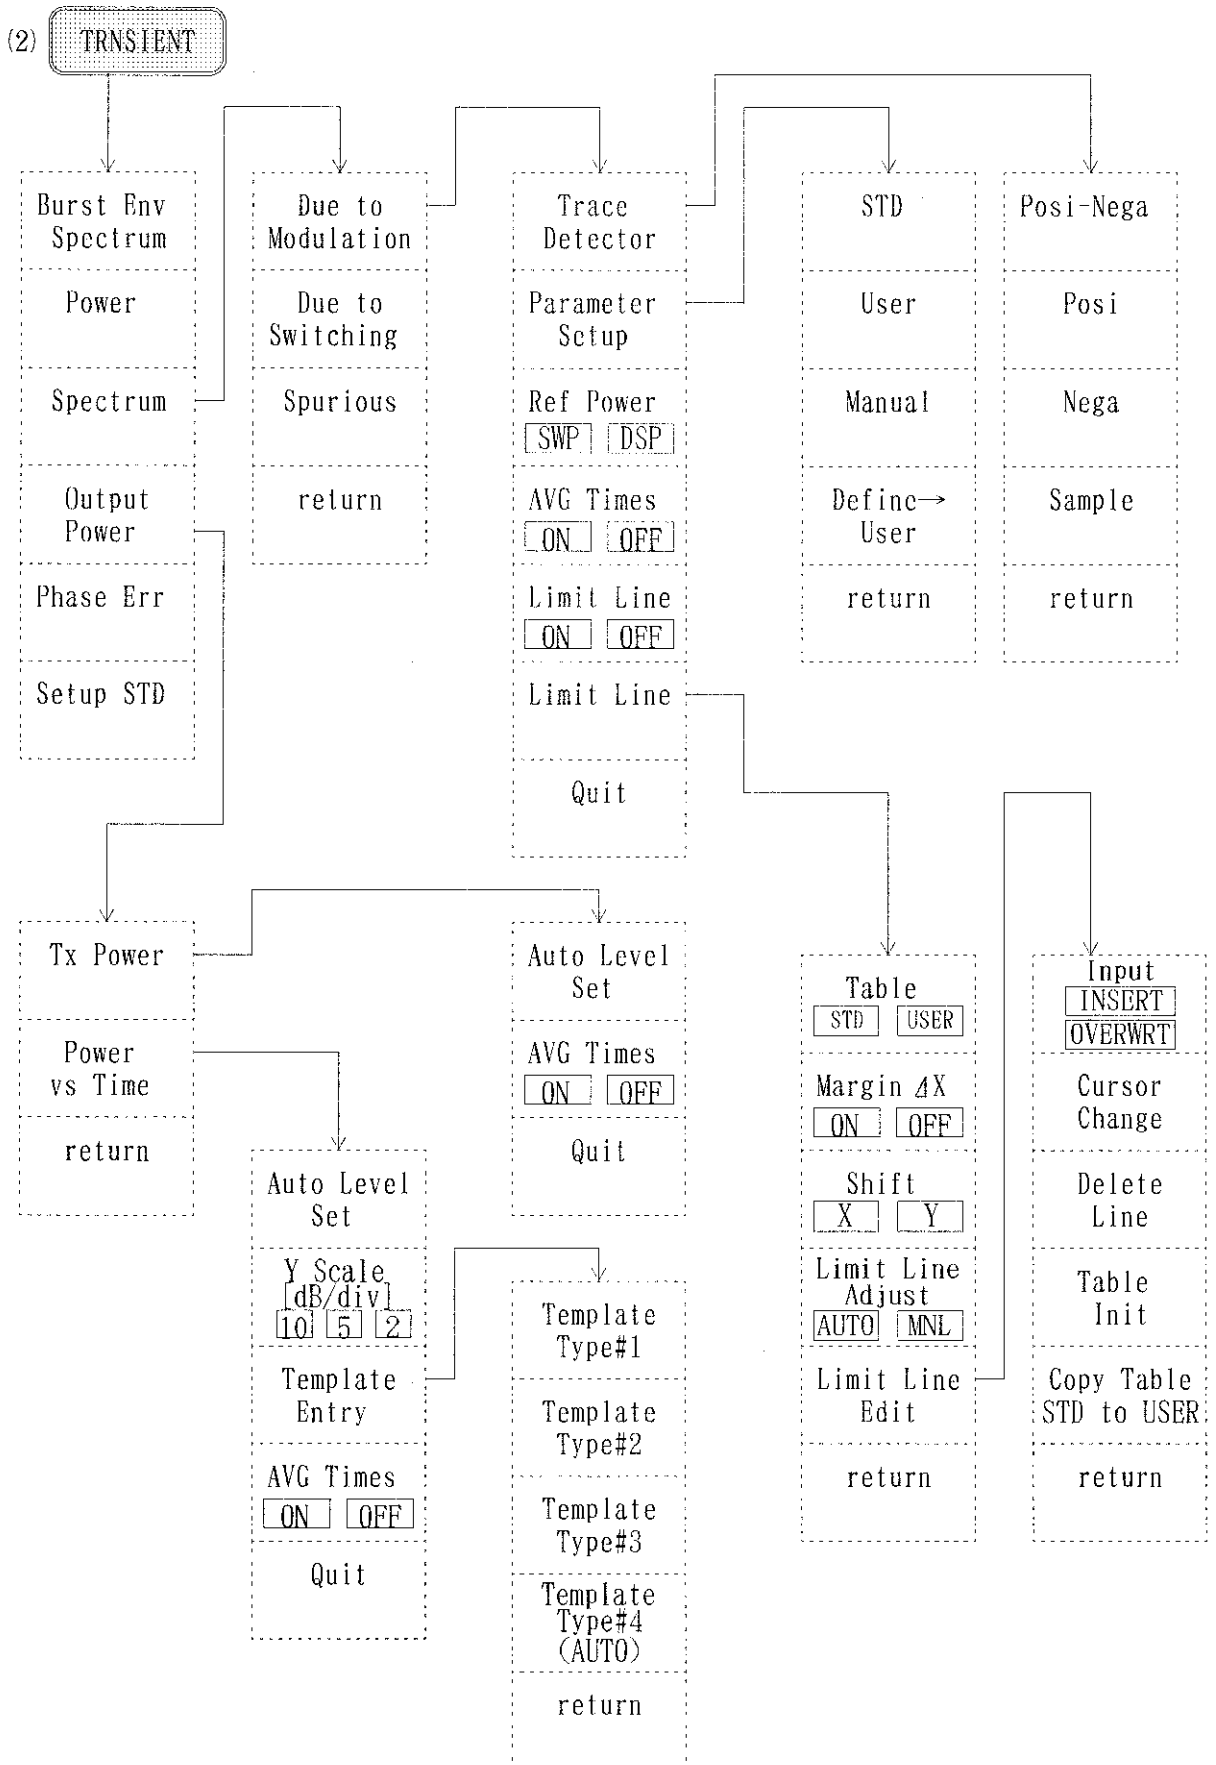 (2) TRNSIENT
Burst Env
Spectrum
Power
Spectrum
Output
Power
Phase Err
Setup STD
Due to
Modulation
Due to
Switching
Spurious
return
Trace
Detector
Parameter
Setup
Ref Power
SWP DSP
AVG Times
ON OFF
Limit Line
ON OFF
Limit Line
Quit
STD
User
Manual
Define→
User
return
Posi-Nega
Posi
Nega
Sample
return
Tx Power
Power
vs Time
return
Auto Level
Set
Y Scale
[dB/div]
10 5 2
Template
Entry
AVG Times
ON OFF
Quit
Auto Level
Set
AVG Times
ON OFF
Quit
Template
Type#1
Template
Type#2
Template
Type#3
Template
Type#4
(AUTO)
return
Table
STD USER
Margin ΔX
ON OFF
Shift
X Y
Limit Line
Adjust
AUTO MNL
Limit Line
Edit
return
Input
INSERT
OVERWRT
Cursor
Change
Delete
Line
Table
Init
Copy Table
STD to USER
return